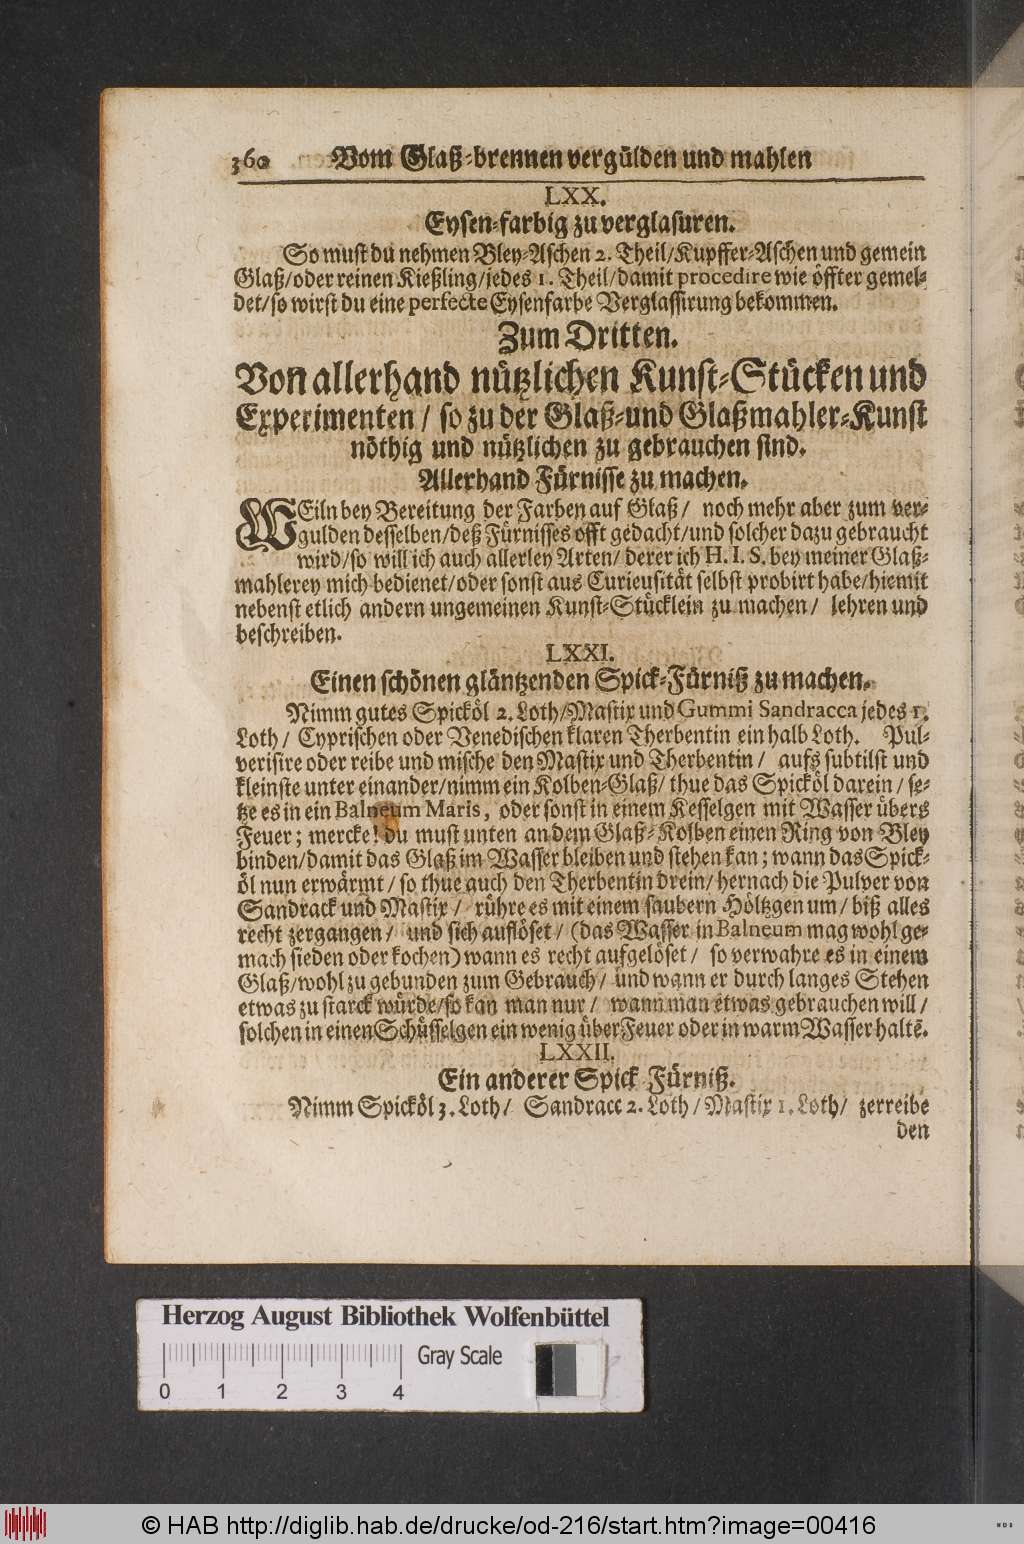 360 Vom Glaß-brennen vergülden und mahlen
LXX.
Eysen-farbig zu verglasuren.
So must du nehmen Bley-Aschen 2. Theil/Kupffer-Aschen und gemein
Glaß/oder reinen Kießling/jedes 1. Theil/damit procedire wie öffter gemel-
det/so wirst du eine perfecte Eysenfarbe Verglassirung bekommen.
Zum Dritten.
Von allerhand nützlichen Kunst-Stücken und
Experimenten / so zu der Glaß-und Glaßmahler-Kunst
nöthig und nützlichen zu gebrauchen sind.
Allerhand Fürnisse zu machen.
WEiln bey Bereitung der Farben auf Glaß / noch mehr aber zum ver-
gulden desselben/deß Fürnisses offt gedacht/und solcher dazu gebraucht
wird/so will ich auch allerley Arten/ derer ich H. I. S. bey meiner Glaß-
mahlerey mich bedienet/oder sonst aus Curieusität selbst probirt habe/hiemit
nebenst etlich andern ungemeinen Kunst-Stücklein zu machen / lehren und
beschreiben.
LXXI.
Einen schönen gläntzenden Spick-Fürniß zu machen.
Nimm gutes Spicköl 2. Loth/Mastix und Gummi Sandracca jedes 1.
Loth / Cyprischen oder Venedischen klaren Therbentin ein halb Loth. Pul-
verisire oder reibe und mische den Mastix und Therbentin / aufs subtilst und
kleinste unter einander/nimm ein Kolben-Glaß/ thue das Spicköl darein / se-
tze es in ein Balneum Maris, oder sonst in einem Kesselgen mit Wasser übers
Feuer; mercke! du must unten an dem Glaß-Kolben einen Ring von Bley
binden/damit das Glaß im Wasser bleiben und stehen kan; wann das Spick-
öl nun erwärmt / so thue auch den Therbentin drein/ hernach die Pulver von
Sandrack und Mastix / rühre es mit einem saubern Höltzgen um / biß alles
recht zergangen / und sich auflöset / (das Wasser in Balneum mag wohl ge-
mach sieden oder kochen) wann es recht aufgelöset / so verwahre es in einem
Glaß/wohl zu gebunden zum Gebrauch / und wann er durch langes Stehen
etwas zu starck würde/so kan man nur / wann man etwas gebrauchen will /
solchen in einen Schüsselgen ein wenig über Feuer oder in warm Wasser haltē.
LXXII.
Ein anderer Spick Fürniß.
Nimm Spicköl 3. Loth / Sandracc 2. Loth / Mastix 1. Loth / zerreibe
den
Herzog August Bibliothek Wolfenbüttel
Gray Scale
0 1 2 3 4
© HAB http://diglib.hab.de/drucke/od-216/start.htm?image=00416